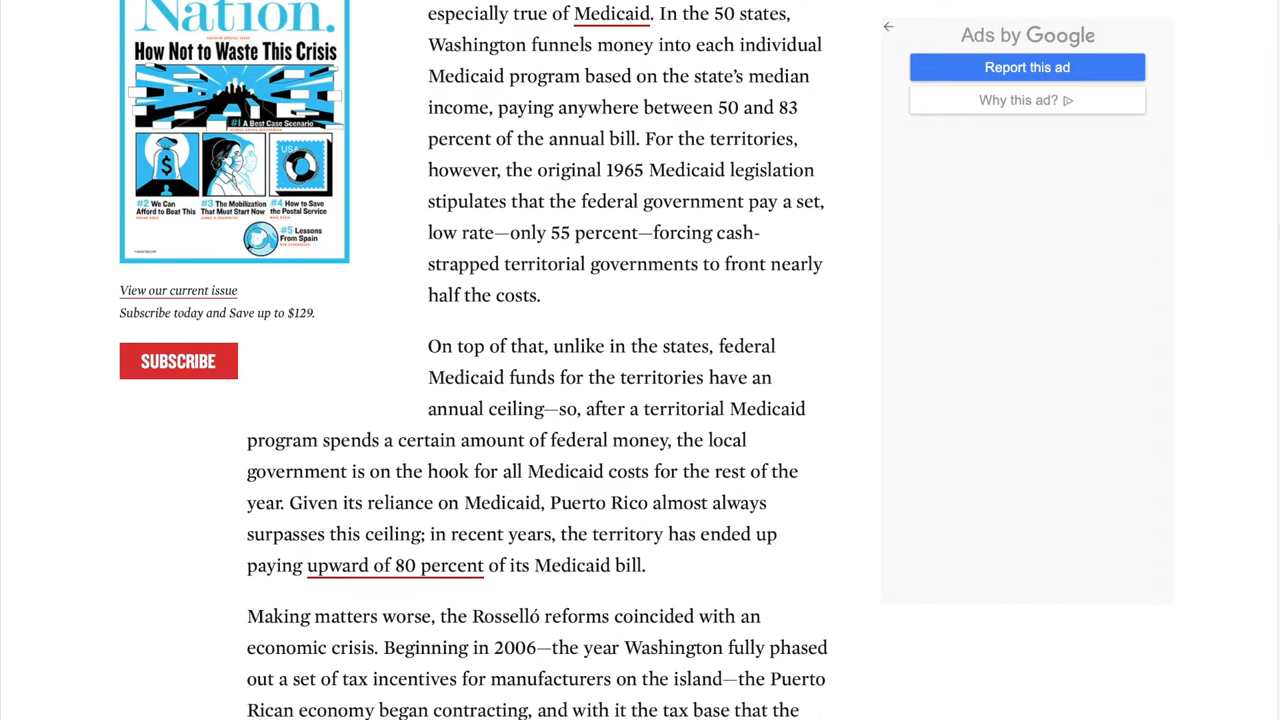 Nation.
How Not to Waste This Crisis
#1 A Best Case Scenario
USA
#2 We Can
Afford to Beat This
#3 The Mobilization
That Must Start Now
#4 How to Save
the Postal Service
#5 Lessons
From Spain
View our current issue
Subscribe today and Save up to $129.
SUBSCRIBE
especially true of Medicaid. In the 50 states,
Washington funnels money into each individual
Medicaid program based on the state’s median
income, paying anywhere between 50 and 83
percent of the annual bill. For the territories,
however, the original 1965 Medicaid legislation
stipulates that the federal government pay a set,
low rate—only 55 percent—forcing cash-
strapped territorial governments to front nearly
half the costs.
On top of that, unlike in the states, federal
Medicaid funds for the territories have an
annual ceiling—so, after a territorial Medicaid
program spends a certain amount of federal money, the local
government is on the hook for all Medicaid costs for the rest of the
year. Given its reliance on Medicaid, Puerto Rico almost always
surpasses this ceiling; in recent years, the territory has ended up
paying upward of 80 percent of its Medicaid bill.
Making matters worse, the Rosselló reforms coincided with an
economic crisis. Beginning in 2006—the year Washington fully phased
out a set of tax incentives for manufacturers on the island—the Puerto
Rican economy began contracting, and with it the tax base that the
Ads by Google
Report this ad
Why this ad?